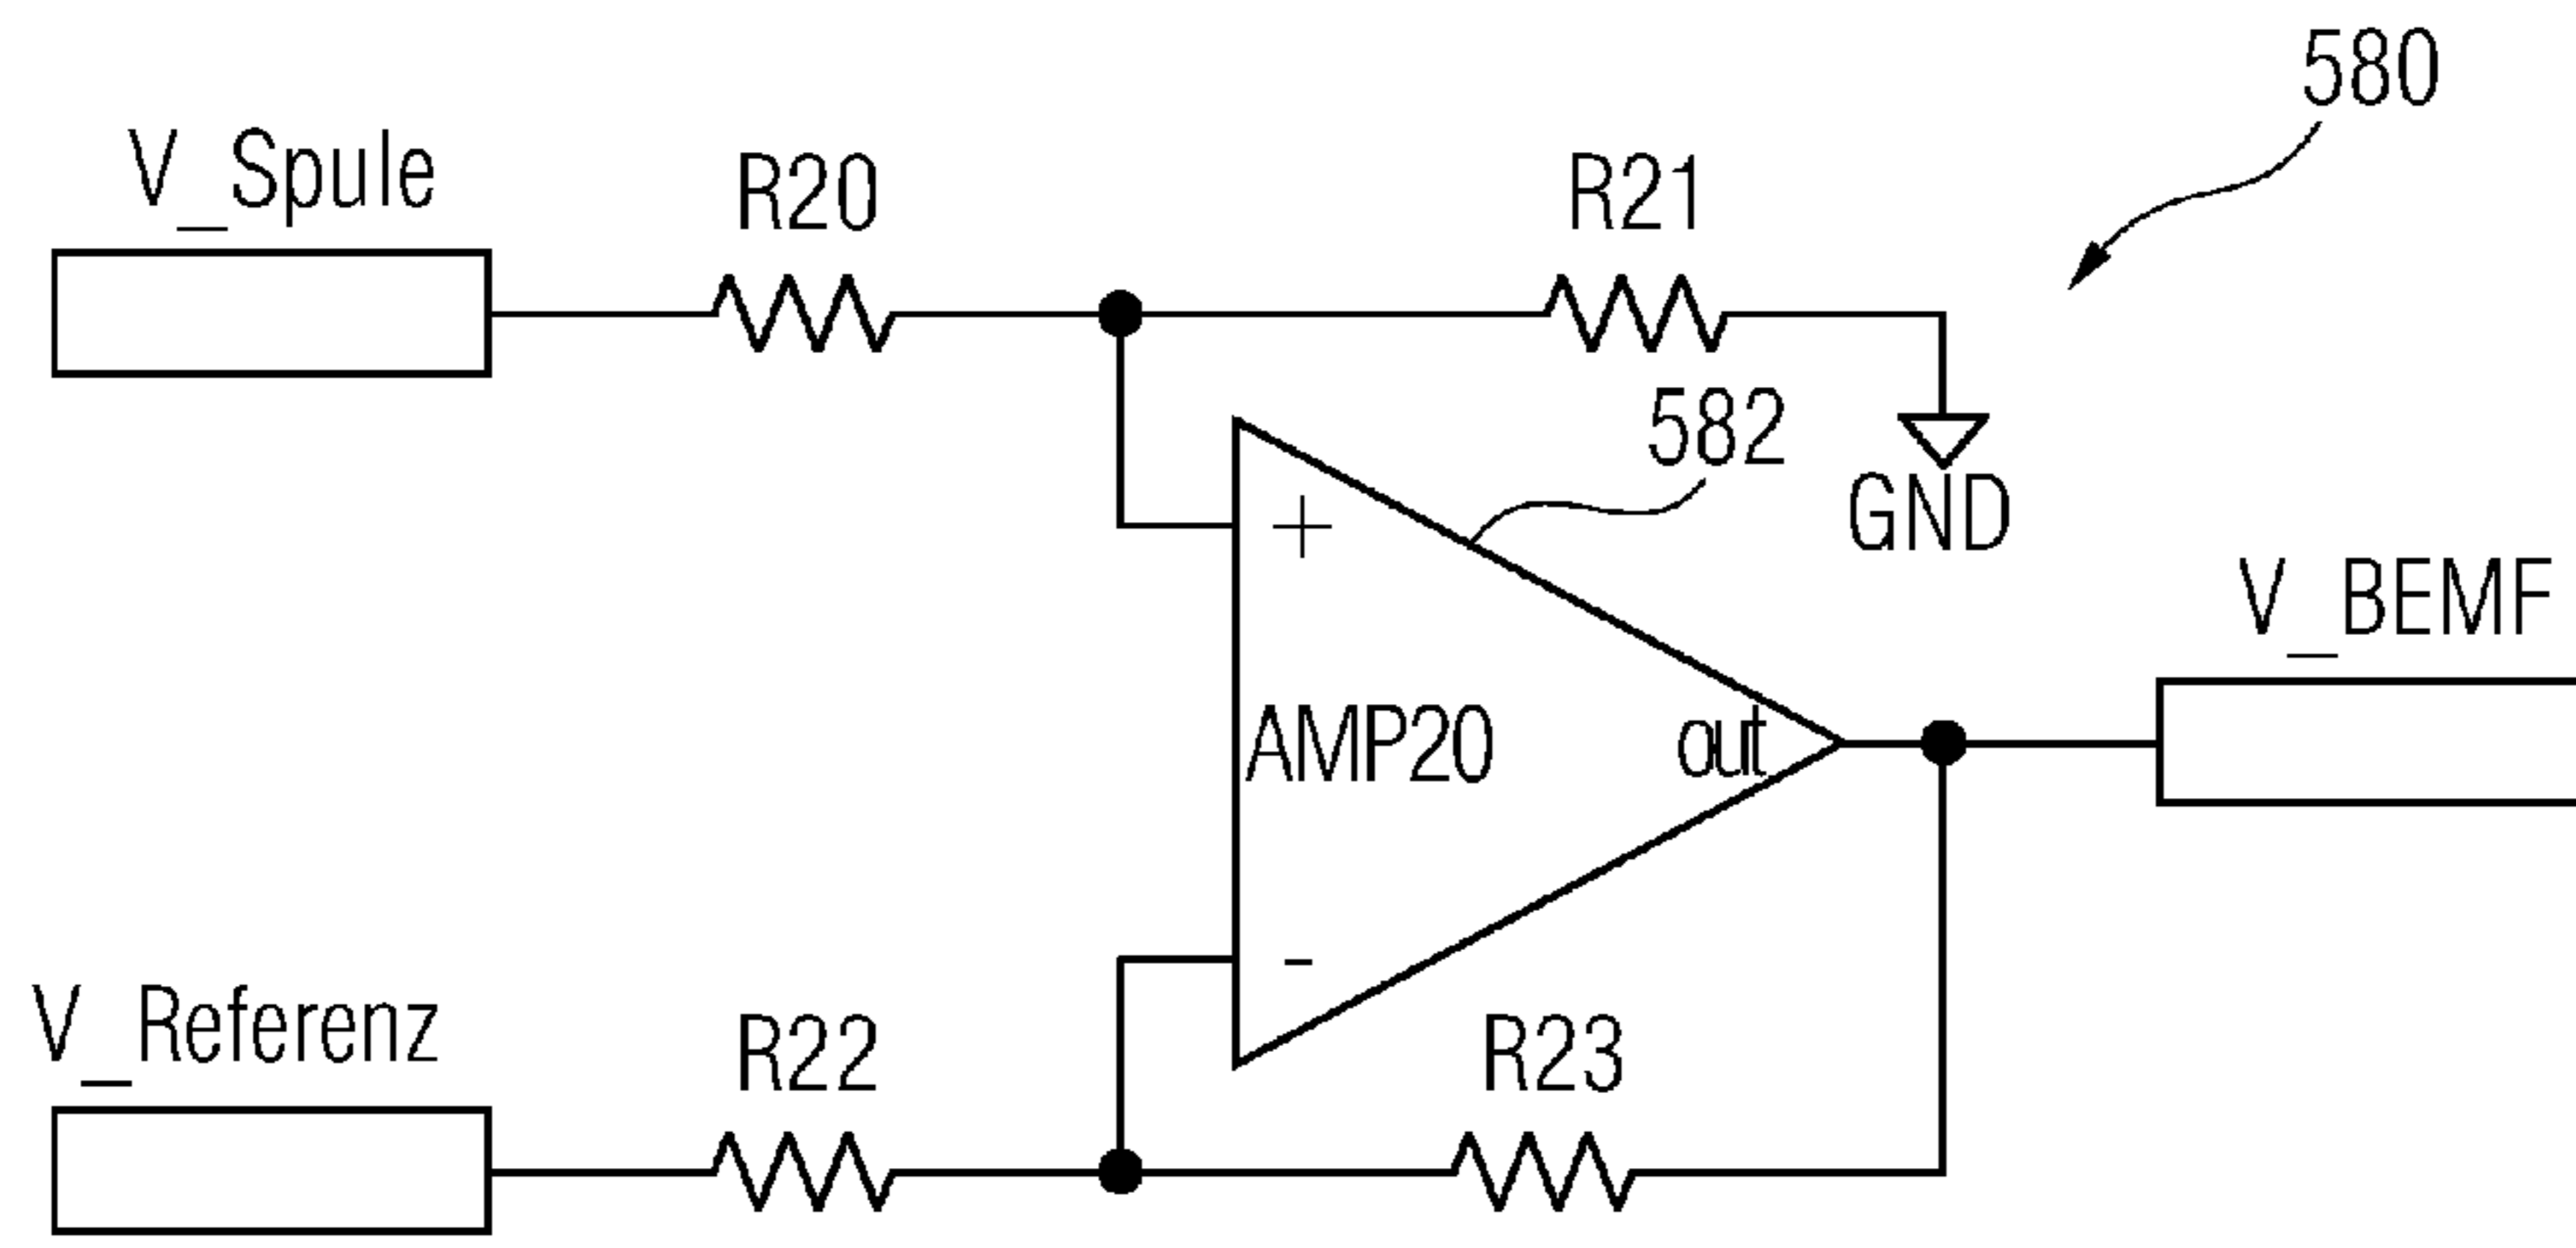 580
V_Spule
R20
R21
582
GND
+
V_BEMF
AMP20
out
-
V_Referenz
R22
R23